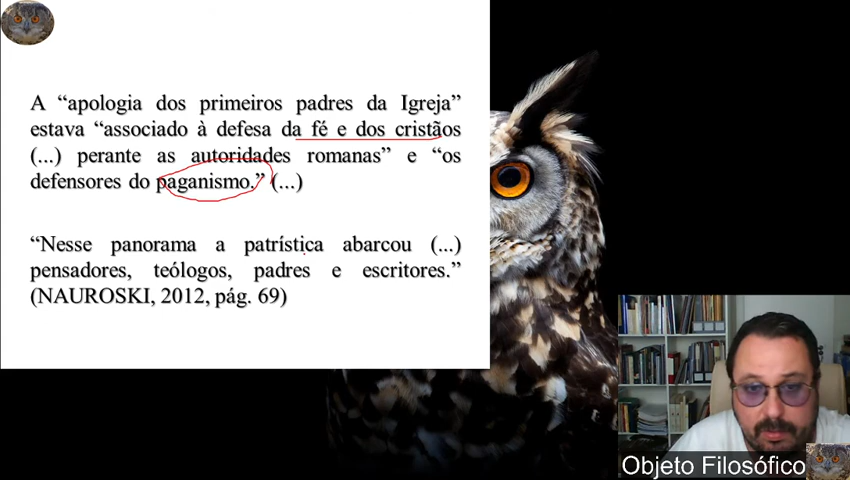 A “apologia dos primeiros padres da Igreja”
estava “associado à defesa da fé e dos cristãos
(...) perante as autoridades romanas” e “os
defensores do paganismo.” (...)
“Nesse panorama a patrística abarcou (...)
pensadores, teólogos, padres e escritores.”
(NAUROSKI, 2012, pág. 69)
Objeto Filosófico